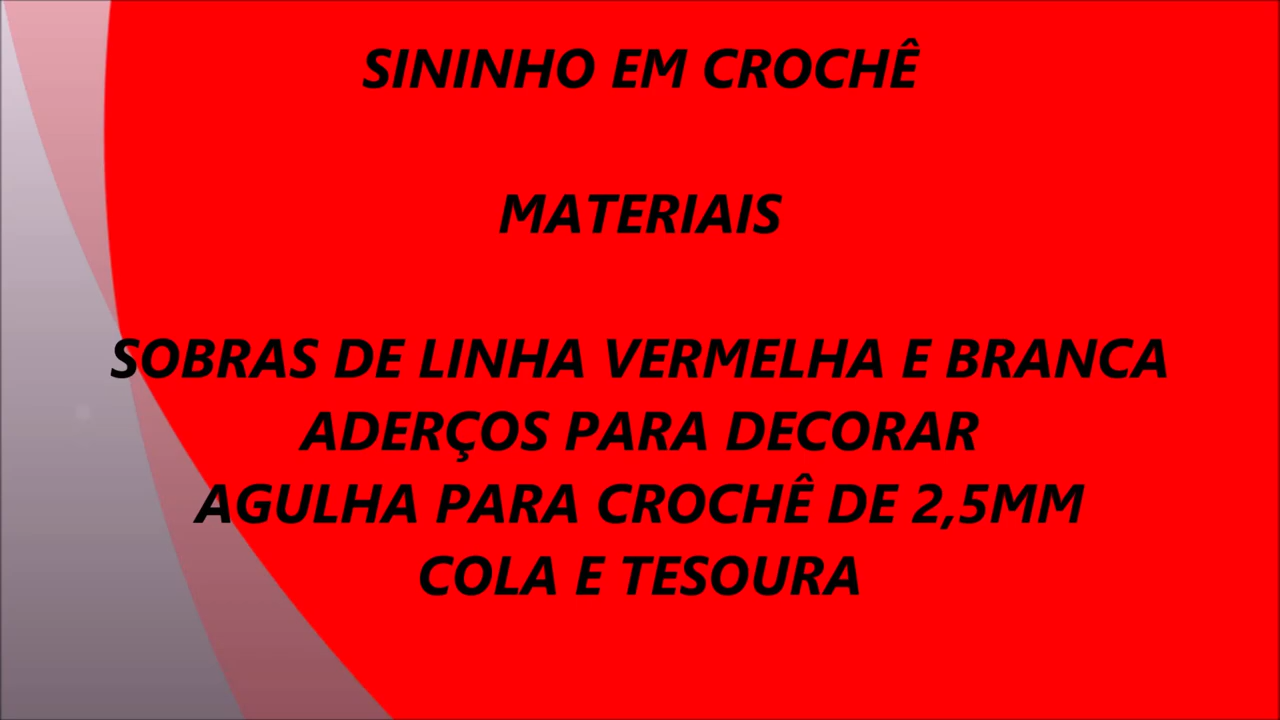 SININHO EM CROCHÊ
MATERIAIS
SOBRAS DE LINHA VERMELHA E BRANCA
ADERÇOS PARA DECORAR
AGULHA PARA CROCHÊ DE 2,5MM
COLA E TESOURA